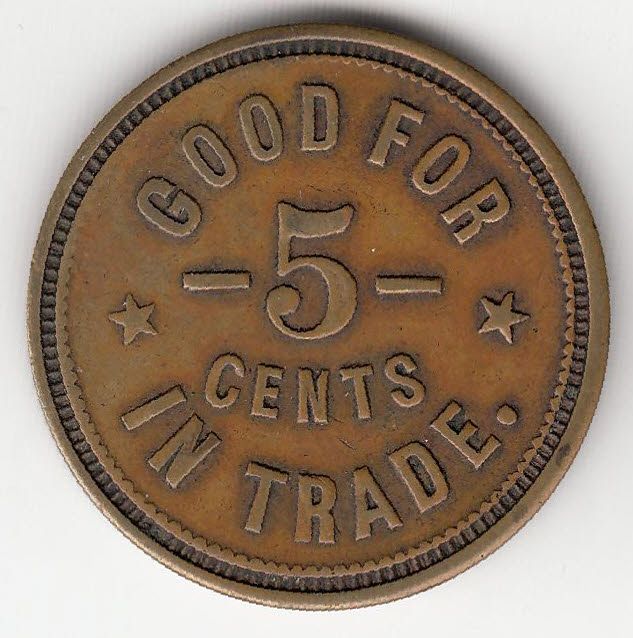 GOOD FOR
- 5 -
CENTS
IN TRADE.